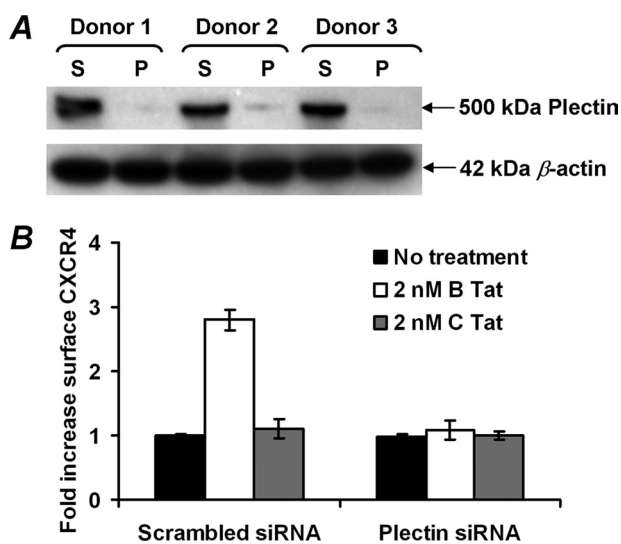 A
Donor 1 Donor 2 Donor 3
S P S P S P
500 kDa Plectin
42 kDa β-actin
B
Fold increase surface CXCR4
4
3
2
1
0
No treatment
2 nM B Tat
2 nM C Tat
Scrambled siRNA Plectin siRNA